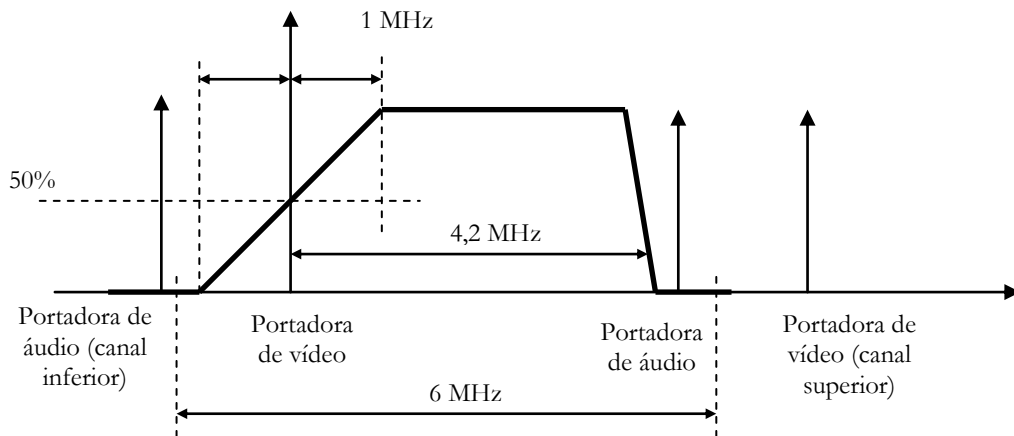 1 MHz
50%
4,2 MHz
Portadora de
áudio (canal
inferior)
Portadora
de vídeo
Portadora
de áudio
Portadora de
vídeo (canal
superior)
6 MHz